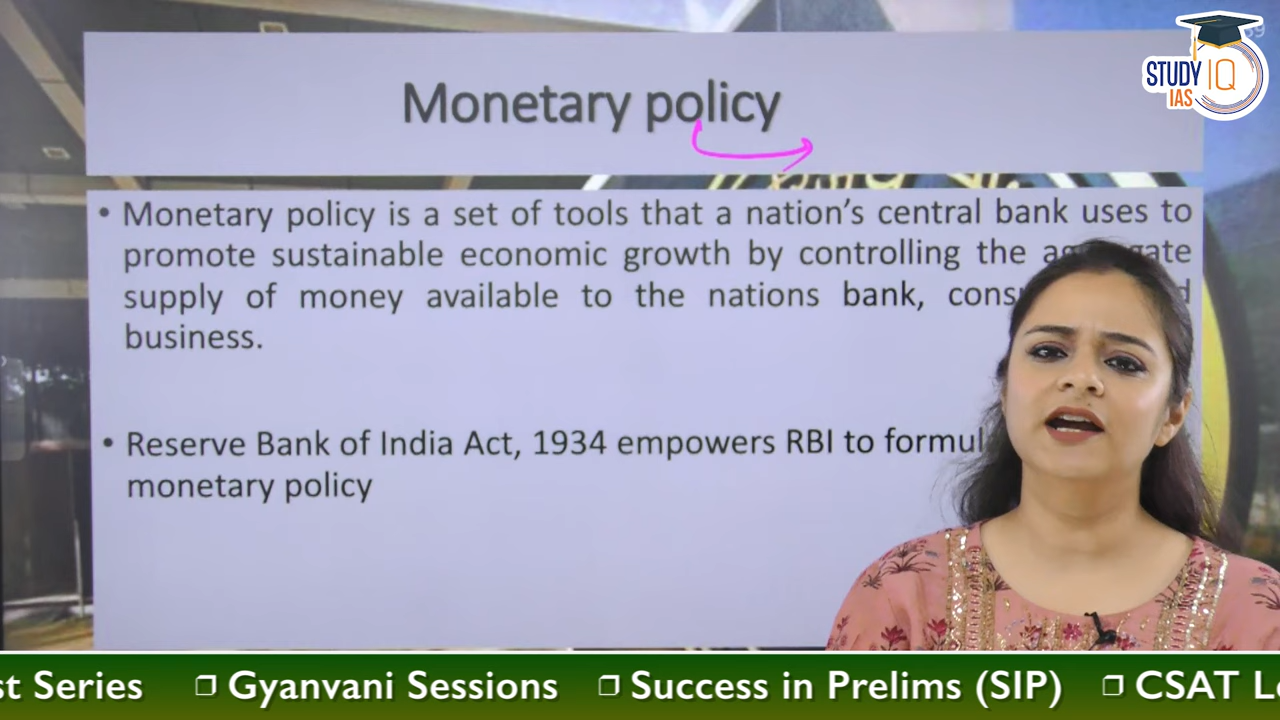 STUDY IQ
IAS
Monetary policy
• Monetary policy is a set of tools that a nation’s central bank uses to
promote sustainable economic growth by controlling the
supply of money available to the nations bank,
business.
• Reserve Bank of India Act, 1934 empowers RBI to
monetary policy
st Series ❐ Gyanvani Sessions ❐ Success in Prelims (SIP) ❐ CSAT